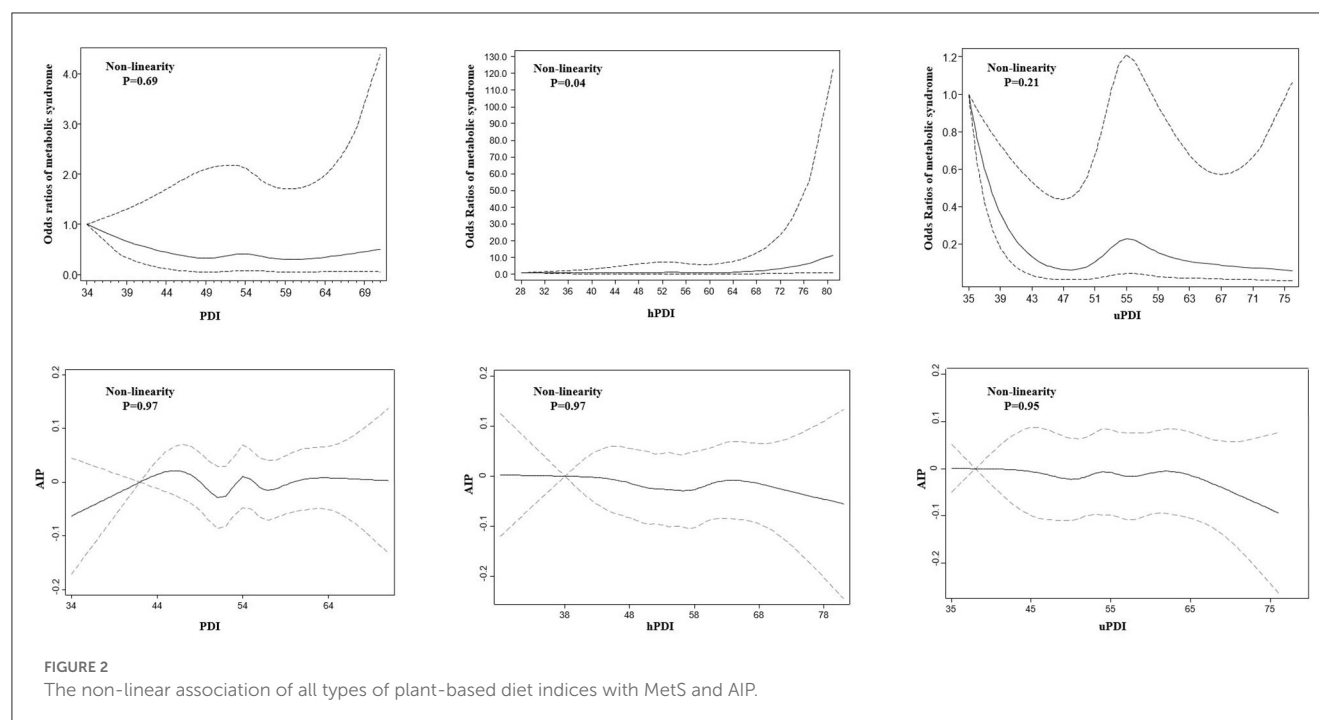 Non-linearity
P=0.69
Odds ratios of metabolic syndrome
4.0
3.0
2.0
1.0
0.0
34 39 44 49 54 59 64 69
PDI
Non-linearity
P=0.04
Odds Ratios of metabolic syndrome
130.0
120.0
110.0
100.0
90.0
80.0
70.0
60.0
50.0
40.0
30.0
20.0
10.0
0.0
28 32 36 40 44 48 52 56 60 64 68 72 76 80
hPDI
Non-linearity
P=0.21
Odds Ratios of metabolic syndrome
1.2
1.0
0.8
0.6
0.4
0.2
35 39 43 47 51 55 59 63 67 71 75
uPDI
Non-linearity
P=0.97
AIP
0.2
0.1
0
-0.1
-0.2
34 44 54 64
PDI
Non-linearity
P=0.97
AIP
0.2
0.1
0
-0.1
-0.2
38 48 58 68 78
hPDI
Non-linearity
P=0.95
AIP
0.2
0.1
0
-0.1
-0.2
35 45 55 65 75
uPDI
FIGURE 2
The non-linear association of all types of plant-based diet indices with MetS and AIP.